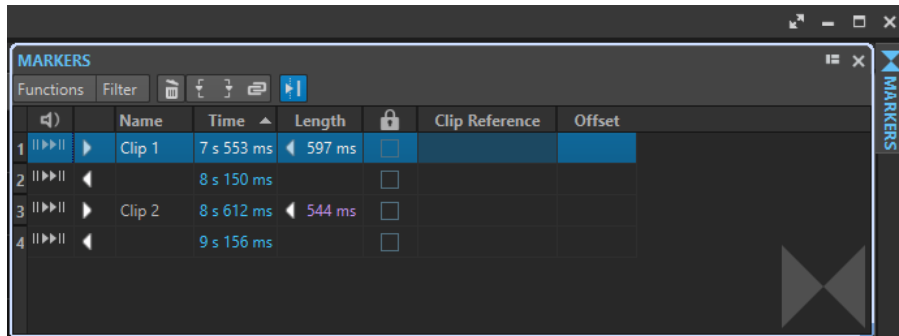 MARKERS
Functions Filter
Name Time Length Clip Reference Offset
1 Clip 1 7 s 553 ms 597 ms
2 8 s 150 ms
3 Clip 2 8 s 612 ms 544 ms
4 9 s 156 ms
MARKERS